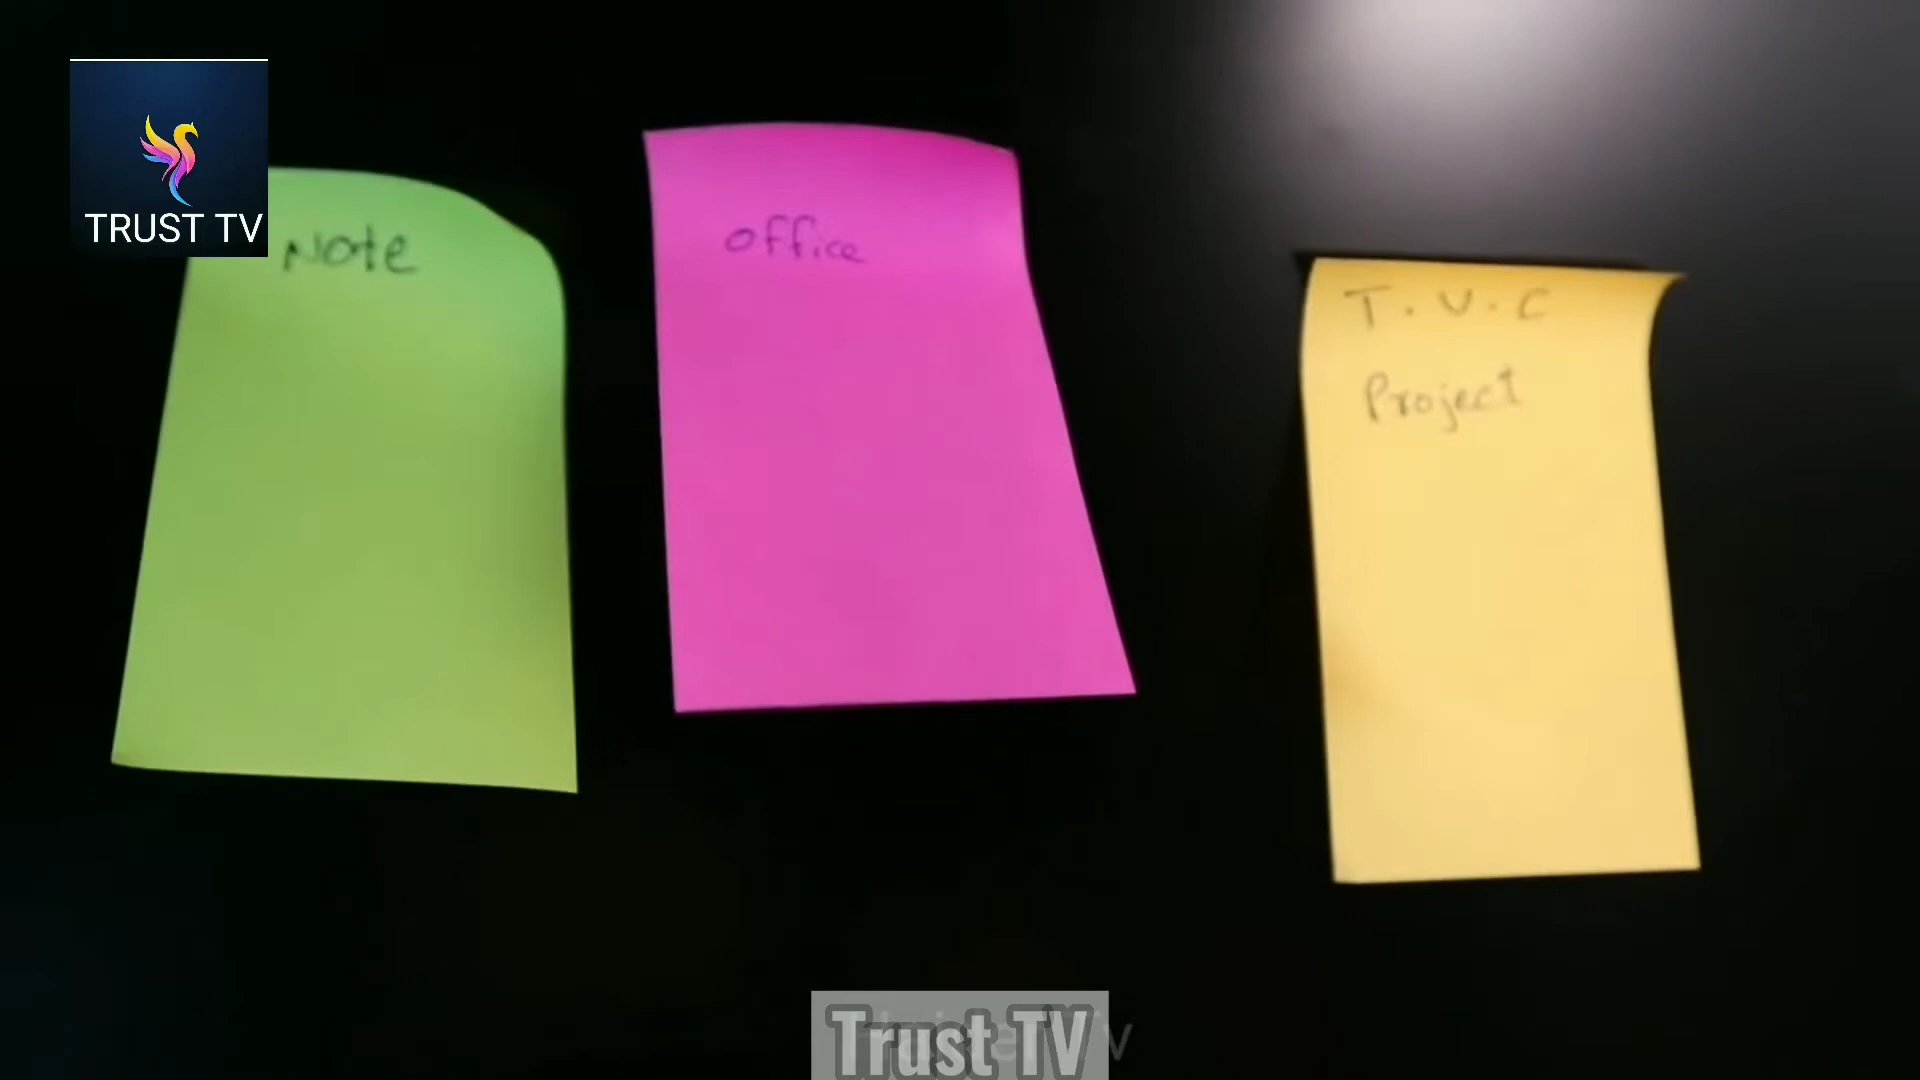 TRUST TV
Note
office
T.V.C
Project
Trust TV